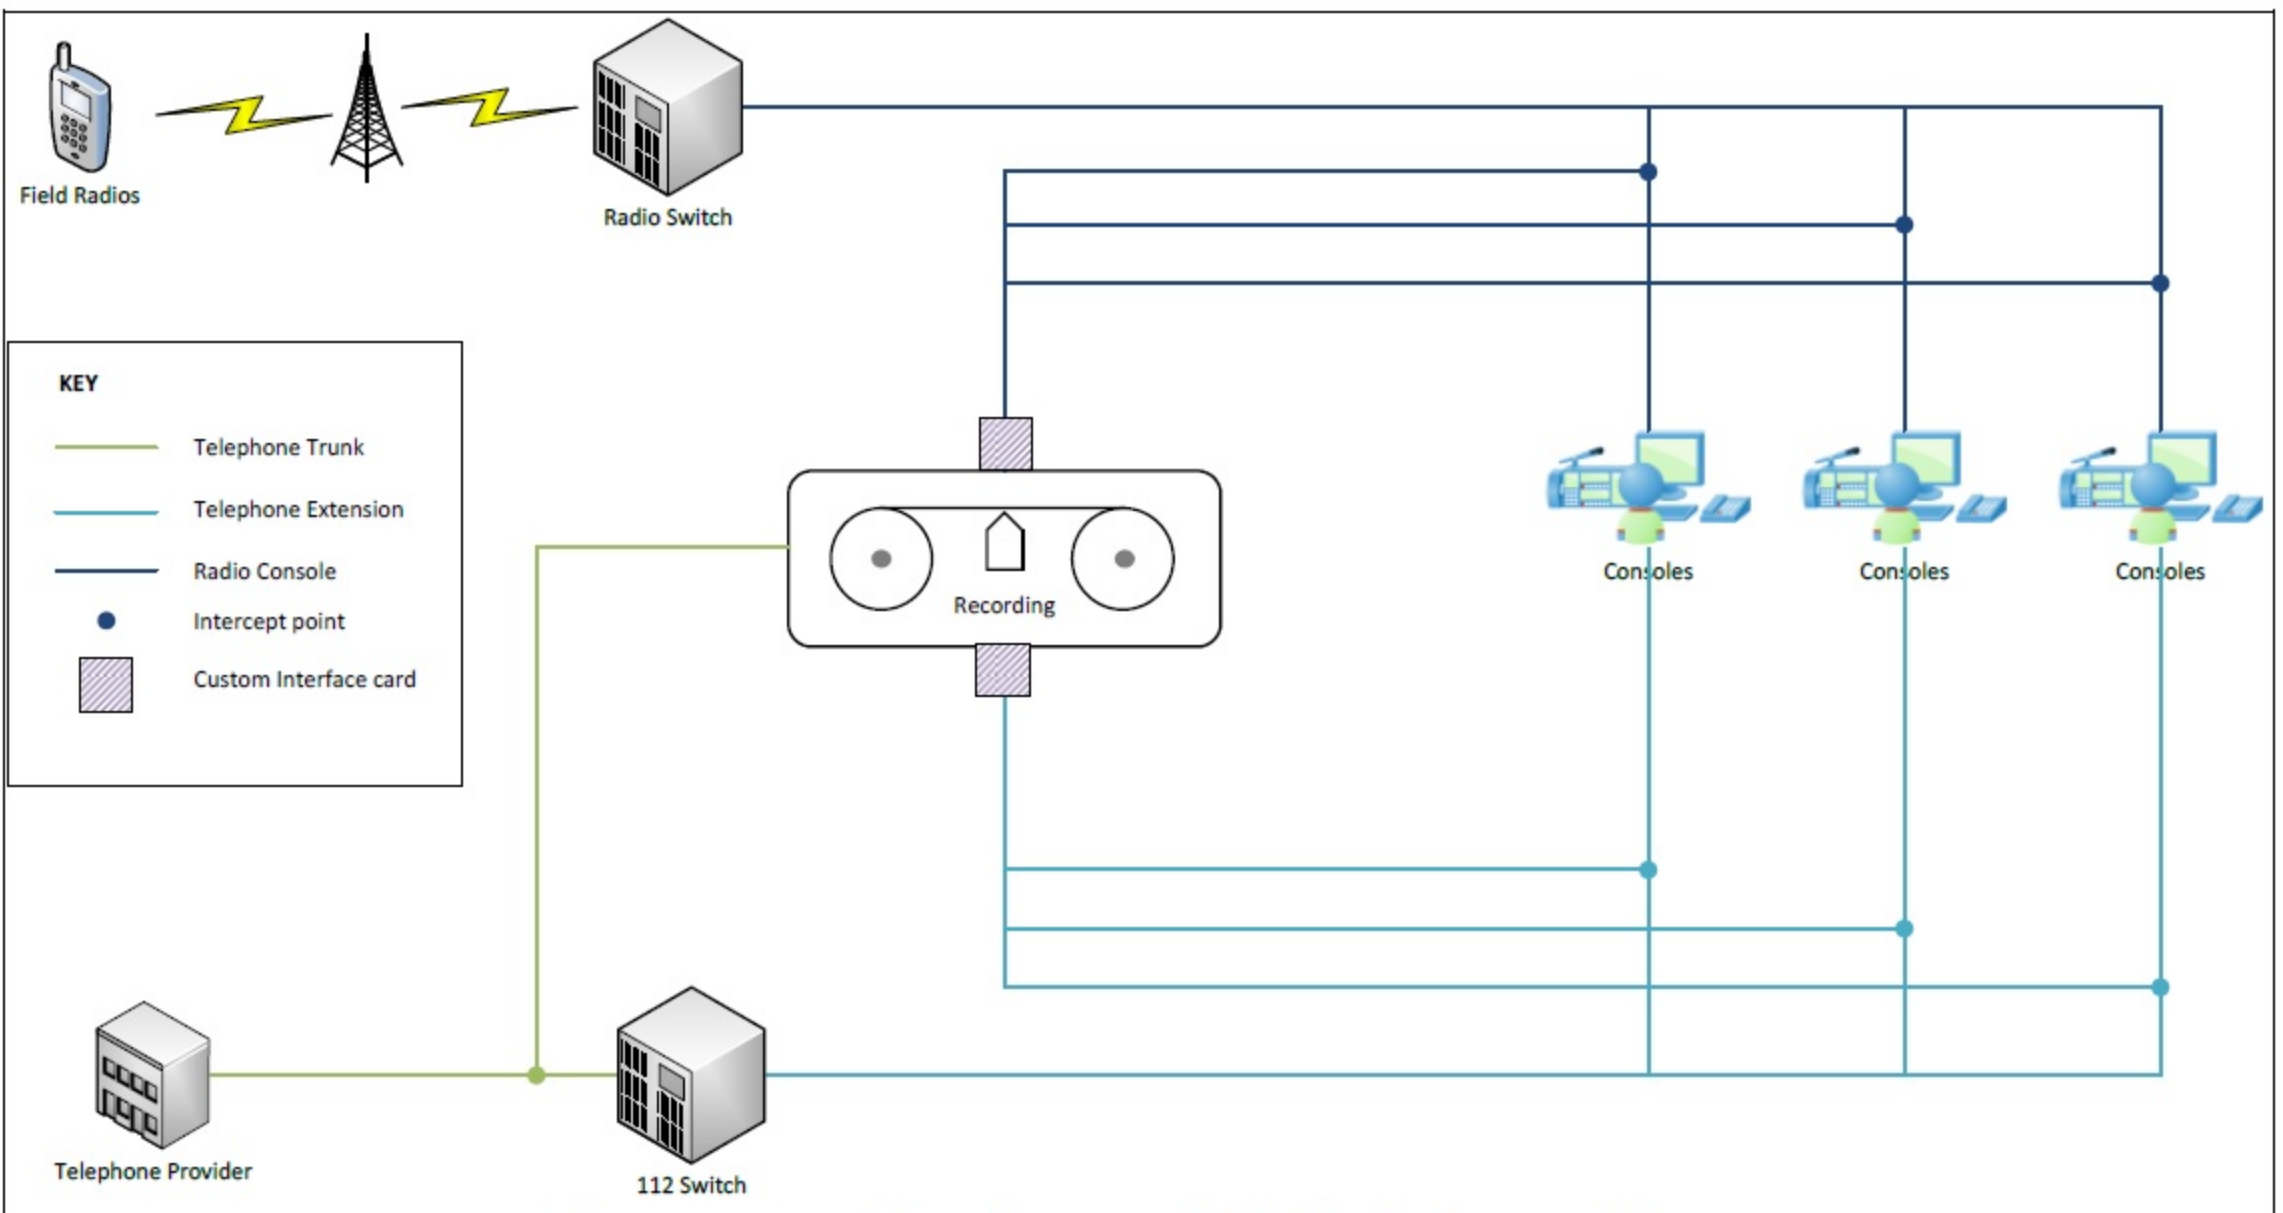 Field Radios
Radio Switch
KEY
Telephone Trunk
Telephone Extension
Radio Console
Intercept point
Custom Interface card
Recording
Consoles
Consoles
Consoles
Telephone Provider
112 Switch